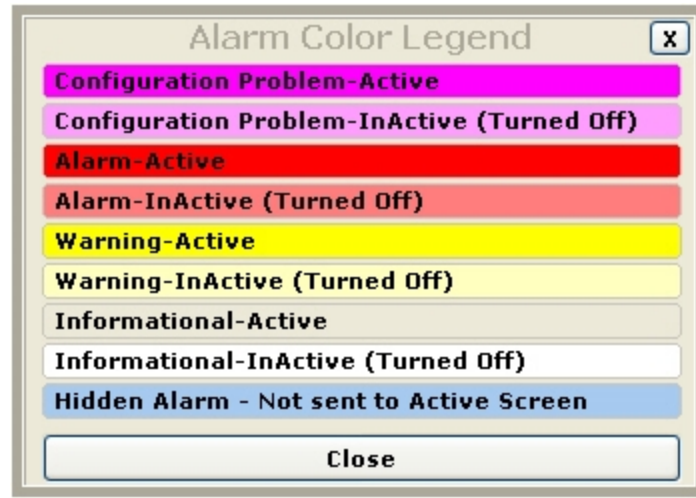 Alarm Color Legend
X
Configuration Problem-Active
Configuration Problem-InActive (Turned Off)
Alarm-Active
Alarm-InActive (Turned Off)
Warning-Active
Warning-InActive (Turned Off)
Informational-Active
Informational-InActive (Turned Off)
Hidden Alarm - Not sent to Active Screen
Close